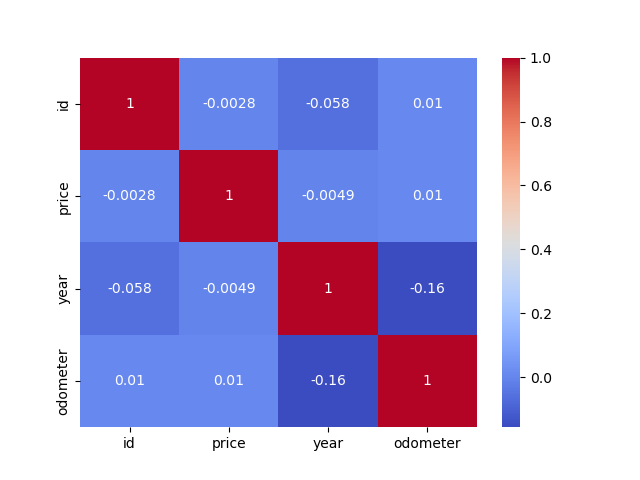 id 1 -0.0028 -0.058 0.01
price -0.0028 1 -0.0049 0.01
year -0.058 -0.0049 1 -0.16
odometer 0.01 0.01 -0.16 1
id price year odometer
1.0
0.8
0.6
0.4
0.2
0.0